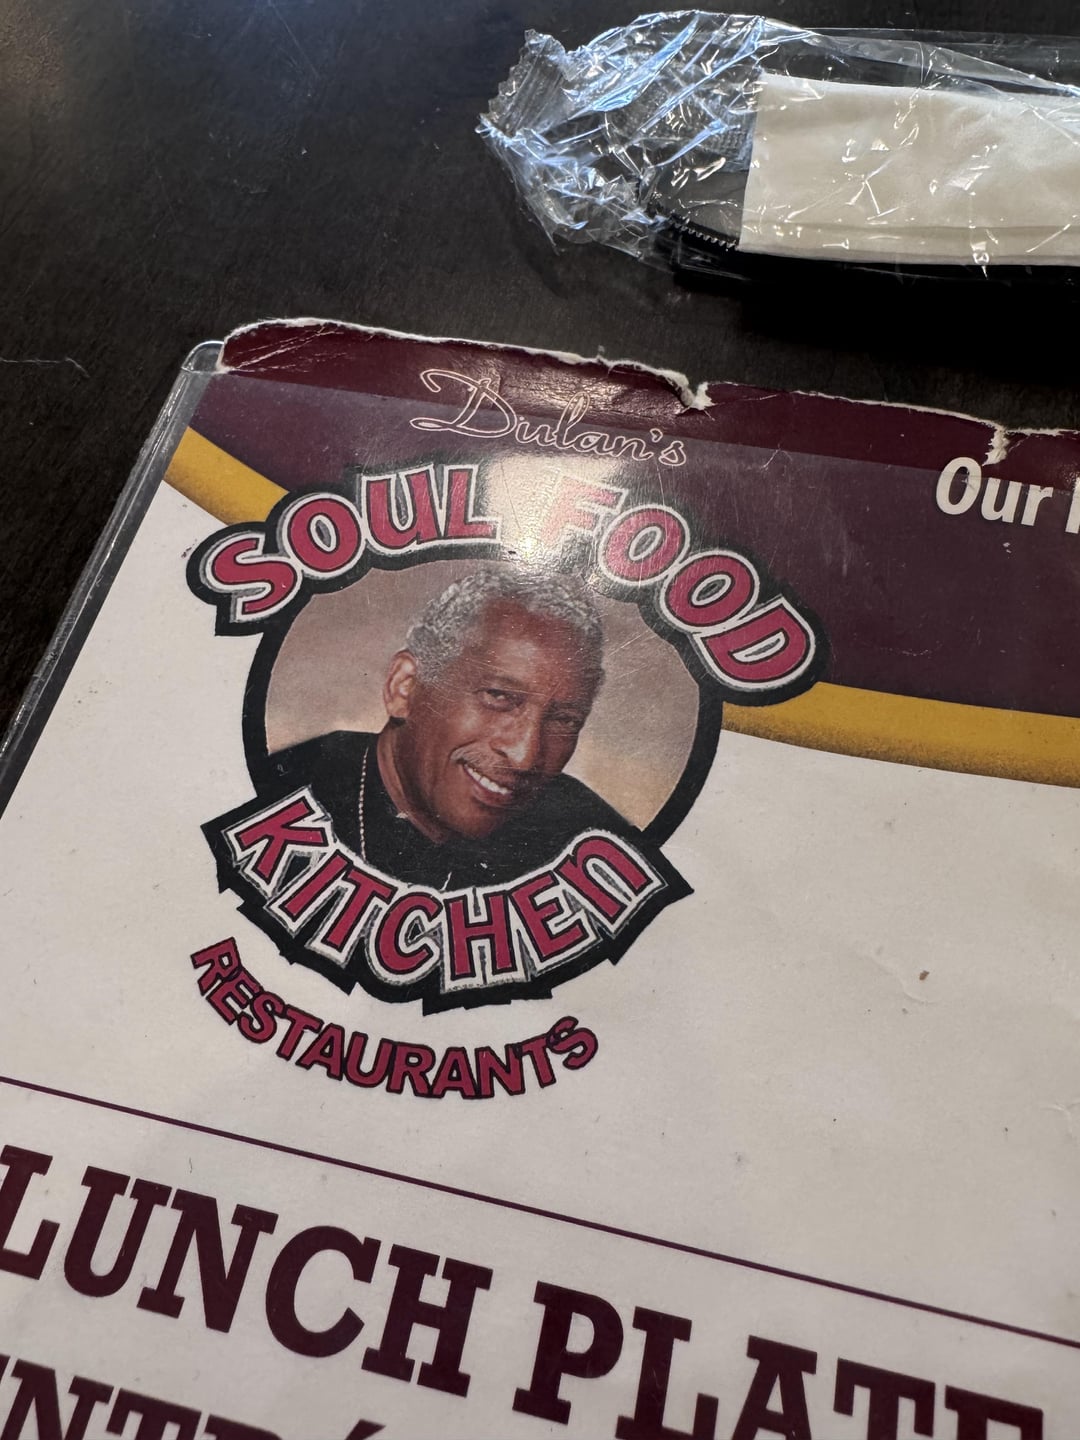 Dulan's
SOUL FOOD
KITCHEN
RESTAURANTS
Our
LUNCH PLATE